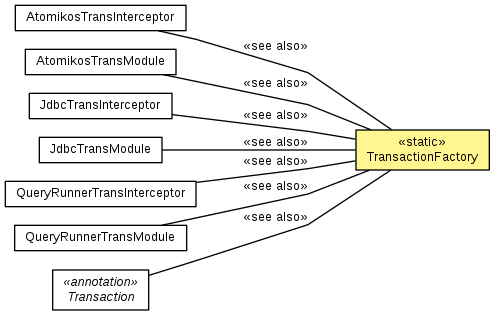 AtomikosTransInterceptor
«see also»
AtomikosTransModule
«see also»
JdbcTransInterceptor
«see also»
«static»
TransactionFactory
JdbcTransModule
«see also»
«see also»
QueryRunnerTransInterceptor
«see also»
QueryRunnerTransModule
«see also»
«annotation»
Transaction